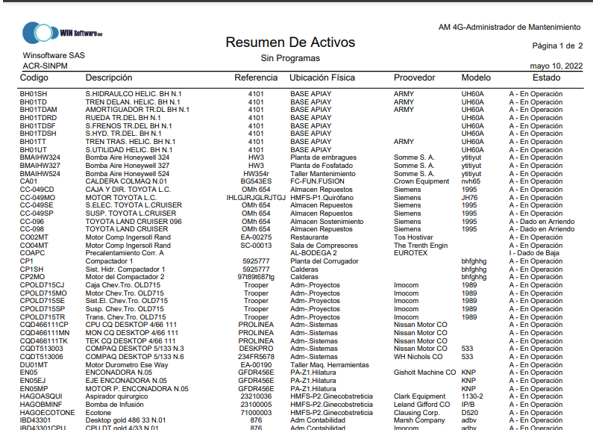 WIN Software SAS
AM 4G-Administrador de Mantenimiento
Resumen De Activos
Página 1 de 2
Winsoftware SAS
Sin Programas
ACR-SINPM
mayo 10, 2022
Codigo Descripción Referencia Ubicación Física Proovedor Modelo Estado
BH01SH S.HIDRAULCO HELIC. BH N.1 4101 BASE APIAY ARMY UH60A A - En Operación
BH01TD TREN DELAN. HELIC. BH N.1 4101 BASE APIAY ARMY UH60A A - En Operación
BH01TDAM AMORTIGUADOR TR.DL BH N.1 4101 BASE APIAY ARMY UH60A A - En Operación
BH01TDRD RUEDA TR.DEL BH N.1 4101 BASE APIAY UH60A A - En Operación
BH01TDSF S.FRENOS TR.DEL BH N.1 4101 BASE APIAY UH60A A - En Operación
BH01TDSH S.HYD. TR.DEL. BH N.1 4101 BASE APIAY UH60A A - En Operación
BH01TT TREN TRAS. HELIC. BH N.1 4101 BASE APIAY ARMY UH60A A - En Operación
BH01UT S.UTILIDAD HELIC. BH N.1 4101 BASE APIAY UH60A A - En Operación
BMAIHW324 Bomba Aire Honeywell 324 HW3 Planta de embragues Somme S. A. ytityut A - En Operación
BMAIHW327 Bomba Aire Honeywell 327 HW3 Planta de Fosfatado Somme S. A. ytityut A - En Operación
BMAIHW524 Bomba Aire Honeywell 524 HW354r Taller Mantenimiento Somme S. A. ytityut A - En Operación
CA01 CALDERA COLMAQ N.01 BG543ES FC-FUN.FUSION Crown Equipment nvh65 A - En Operación
CC-049CD CAJA Y DIR. TOYOTA L.C. OMh 654 Almacen Repuestos Siemens 1995 A - En Operación
CC-049MO MOTOR TOYOTA L.C. IHLGJRJGLRJTGJ HMFS-P1.Quirófano Siemens JH76 A - En Operación
CC-049SE S.ELEC. TOYOTA L.CRUISER OMh 654 Almacen Repuestos Siemens 1995 A - En Operación
CC-049SP SUSP. TOYOTA L.CRUISER OMh 654 Almacen Repuestos Siemens 1995 A - En Operación
CC-096 TOYOTA LAND CRUISER 096 OMh 654 Almacen Sostenimiento Siemens 1995 A - Dado en Arriendo
CC-098 TOYOTA LAND CRUISER OMh 654 Almacen Repuestos Siemens 1995 A - Dado en Arriendo
CO02MT Motor Comp Ingersoll Rand EA-00275 Restaurante Tos Hostivar A - En Operación
CO04MT Motor Comp Ingersoll Rand SC-00013 Sala de Compresores The Trenth Engin A - En Operación
COAPC Precalentamiento Corr. A AL-BODEGA 2 EUROTEX I - Dado de Baja
CP1 Compactador 1 5925777 Planta del Corrugador bhfghhg A - En Operación
CP1SH Sist. Hidr. Compactador 1 5925777 Calderas bhfghhg A - En Operación
CP2MO Motor del Compactador 2 97t89t687tg Calderas bhfghhg A - En Operación
CPOLD715CJ Caja Chev.Tro. OLD715 Trooper Adm-.Proyectos Imocom 1989 A - En Operación
CPOLD715MO Motor Chev.Tro. OLD715 Trooper Adm-.Proyectos Imocom 1989 A - En Operación
CPOLD715SE Sist.El. Chev.Tro. OLD715 Trooper Adm-.Proyectos Imocom 1989 A - En Operación
CPOLD715SP Susp. Chev.Tro. OLD715 Trooper Adm-.Proyectos Imocom 1989 A - En Operación
CPOLD715TR Trans. Chev.Tro. OLD715 Trooper Adm-.Proyectos Imocom 1989 A - En Operación
CQD466111CP CPU CQ DESKTOP 4/66 111 PROLINEA Adm-.Sistemas Nissan Motor CO A - En Operación
CQD466111MN MON CQ DESKTOP 4/66 111 PROLINEA Adm-.Sistemas Nissan Motor CO A - En Operación
CQD466111TK TEK CQ DESKTOP 4/66 111 PROLINEA Adm-.Sistemas Nissan Motor CO A - En Operación
CQDT513003 COMPAQ DESKTOP 5/133 N.3 DESKPRO Adm-.Sistemas Nissan Motor CO 533 A - En Operación
CQDT513006 COMPAQ DESKTOP 5/133 N.6 234FR5678 Adm-.Sistemas WH Nichols CO 533 A - En Operación
DU01MT Motor Durometro Ese Way EA-00190 Taller Maq. Herramientas A - En Operación
EN05 ENCONADORA N.05 GFDR456E PA-Z1.Hilatura Gisholt Machine CO KNP A - En Operación
EN05EJ EJE ENCONADORA N.05 GFDR456E PA-Z1.Hilatura KNP A - En Operación
EN05MP MOTOR P. ENCONADORA N.05 GFDR456E PA-Z1.Hilatura KNP A - En Operación
HAGOASQUI Aspirador quirurgico 23210036 HMFS-P2.Ginecobstreticia Clark Equipment 1130-2 A - En Operación
HAGOBMINF Bomba de Infusión 23100005 HMFS-P2.Ginecobstreticia Leland Gifford CO IP/B A - En Operación
HAGOECOTONE Ecotone 71000003 HMFS-P2.Ginecobstreticia Clausing Corp. D520 A - En Operación
IBD43301 Desktop gold 486 33 N.01 876 Adm Contabilidad Marsh Company adbv A - En Operación
IBD43301CPU CPU DT gold 4/33 N.01 876 Adm Contabilidad Imocom adbv A - En Operación